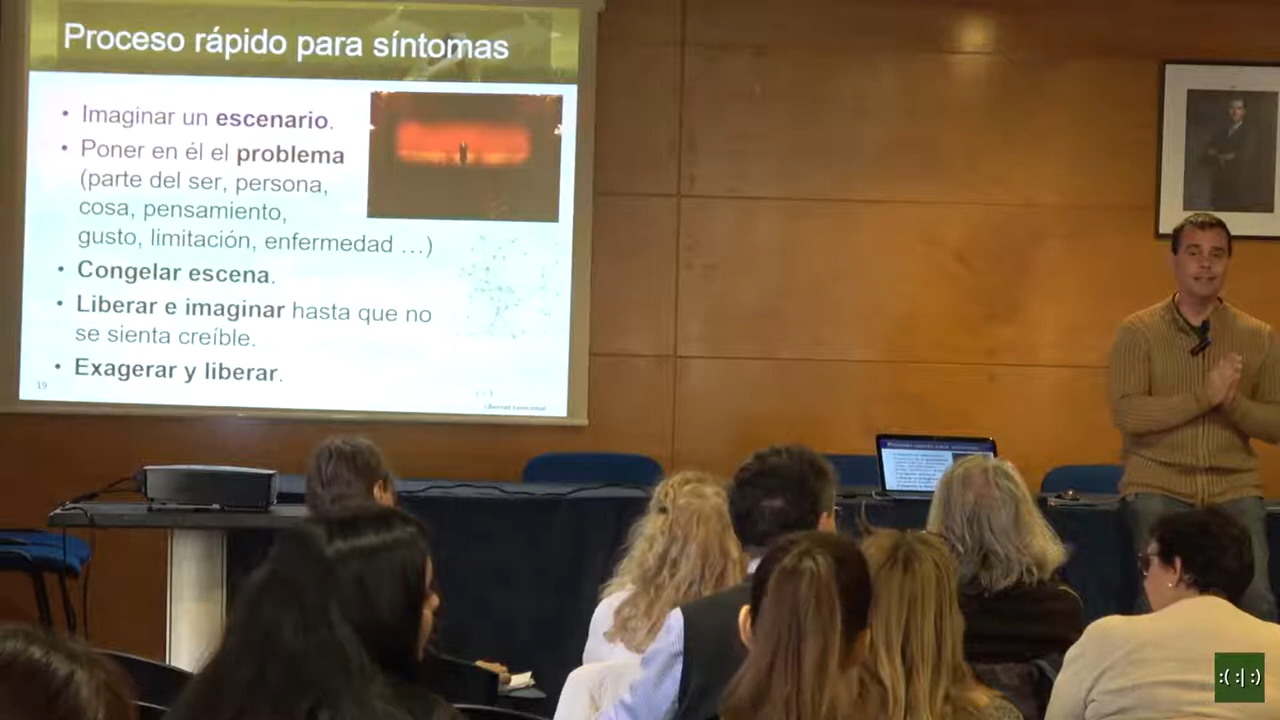 Proceso rápido para síntomas
• Imaginar un escenario.
• Poner en él el problema
(parte del ser, persona,
cosa, pensamiento,
gusto, limitación, enfermedad …)
• Congelar escena.
• Liberar e imaginar hasta que no
se sienta creíble.
• Exagerar y liberar.
19
:( :| :)